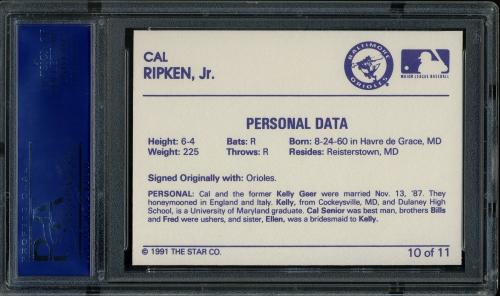 CAL
RIPKEN, Jr.
BALTIMORE
ORIOLES
MAJOR LEAGUE BASEBALL
PERSONAL DATA
Height: 6-4 Bats: R Born: 8-24-60 in Havre de Grace, MD
Weight: 225 Throws: R Resides: Reisterstown, MD
Signed Originally with: Orioles.
PERSONAL: Cal and the former Kelly Geer were married Nov. 13, '87. They
honeymooned in England and Italy. Kelly, from Cockeysville, MD, and Dulaney High
School, is a University of Maryland graduate. Cal Senior was best man, brothers Bills
and Fred were ushers, and sister, Ellen, was a bridesmaid to Kelly.
© 1991 THE STAR CO. 10 of 11